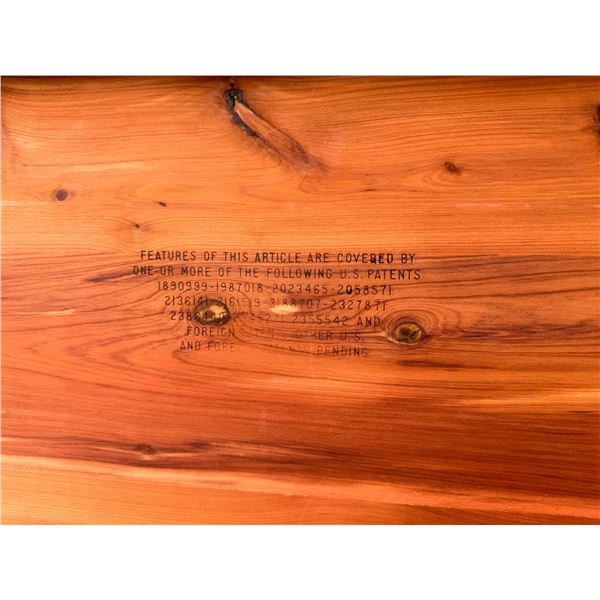 FEATURES OF THIS ARTICLE ARE COVERED BY
ONE OR MORE OF THE FOLLOWING U.S. PATENTS
1890999-1987018-2023465-2058571
2136141-2161519-2188707-2327871
2355542 AND
FOREIGN U.S.
AND PENDING